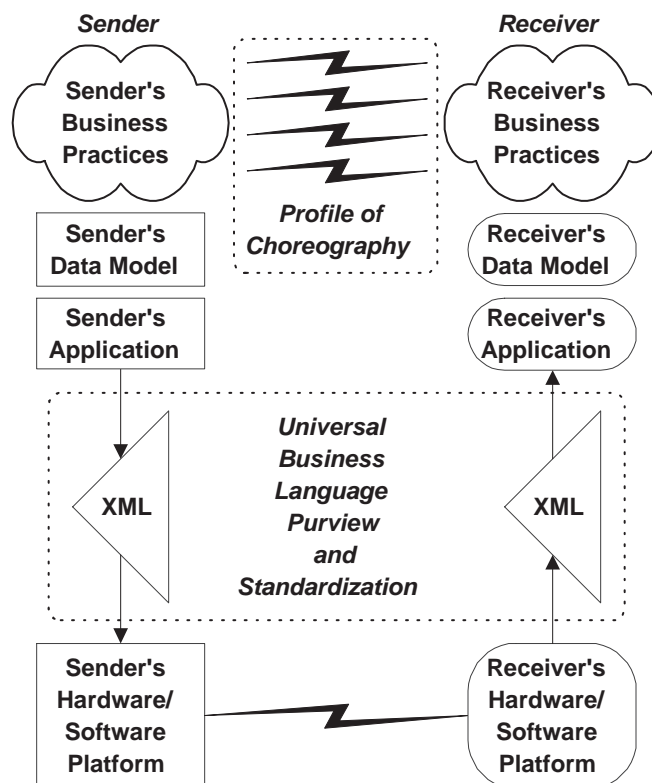 Sender
Receiver
Sender's
Business
Practices
Receiver's
Business
Practices
Profile of
Choreography
Sender's
Data Model
Receiver's
Data Model
Sender's
Application
Receiver's
Application
Universal
Business
Language
Purview
and
Standardization
XML
XML
Sender's
Hardware/
Software
Platform
Receiver's
Hardware/
Software
Platform